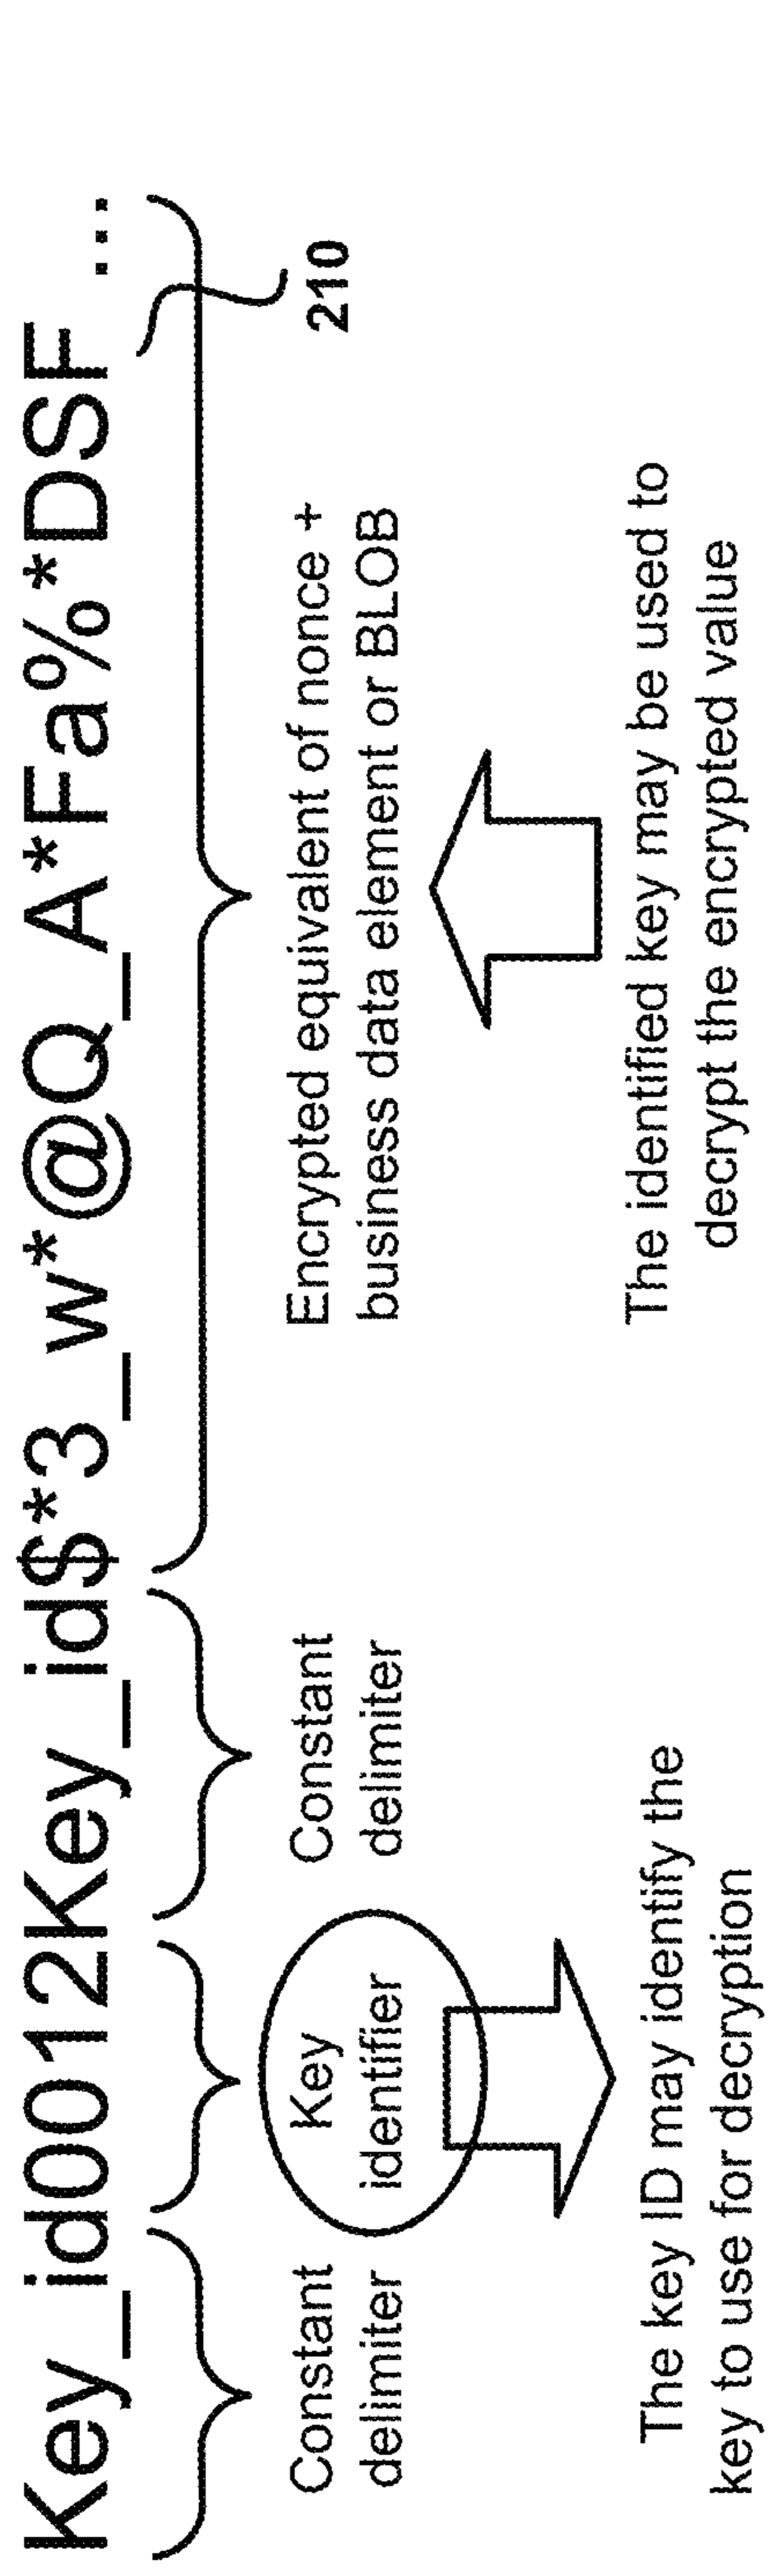 Key_id0012Key_id$*3_w*@Q_A*Fa%*DSF ...
210
Constant
delimiter
Key
identifier
Constant
delimiter
Encrypted equivalent of nonce +
business data element or BLOB
The key ID may identify the
key to use for decryption
The identified key may be used to
decrypt the encrypted value